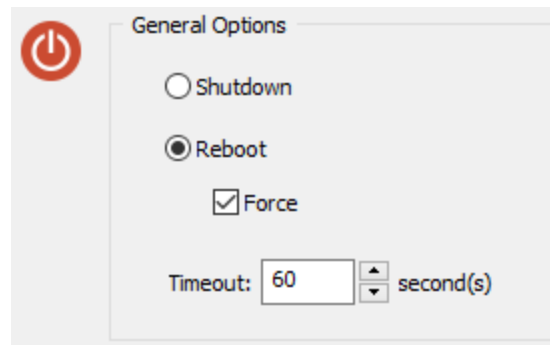 General Options
Shutdown
Reboot
Force
Timeout: 60 second(s)